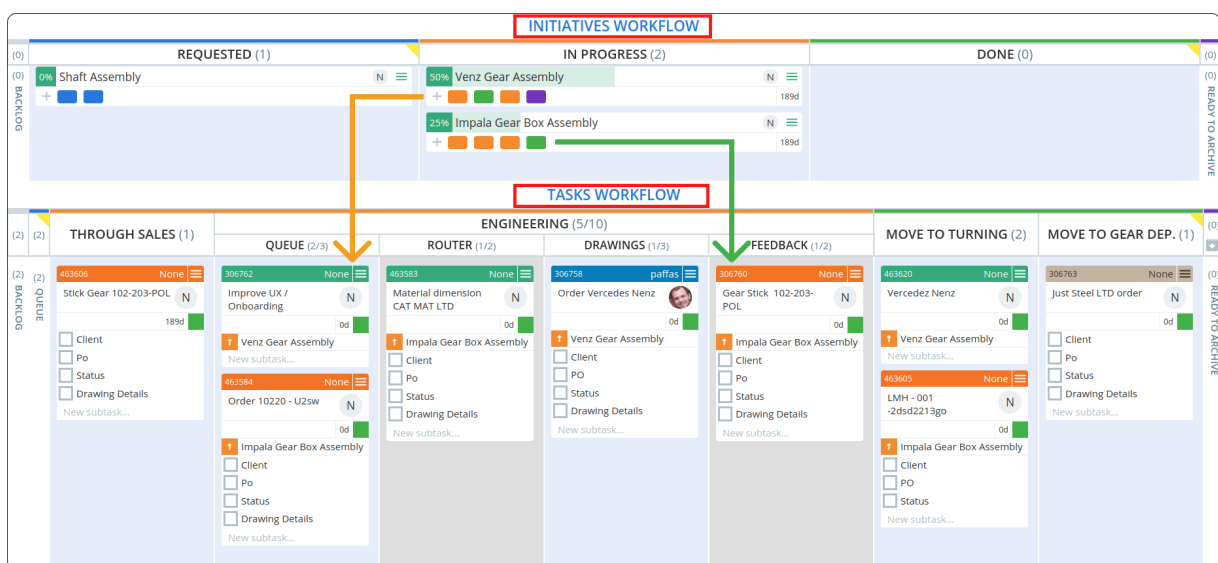 INITIATIVES WORKFLOW
(0)
REQUESTED (1)
IN PROGRESS (2)
DONE (0)
(0)
(0) BACKLOG
0% Shaft Assembly N
+
50% Venz Gear Assembly N
+ 189d
25% Impala Gear Box Assembly N
+ 189d
(0) READY TO ARCHIVE
TASKS WORKFLOW
(2)
(2)
THROUGH SALES (1)
ENGINEERING (5/10)
QUEUE (2/3)
ROUTER (1/2)
DRAWINGS (1/3)
FEEDBACK (1/2)
MOVE TO TURNING (2)
MOVE TO GEAR DEP. (1)
(0)
(2) BACKLOG
(2) QUEUE
463606 None
Stick Gear 102-203-POL N
189d
Client
Po
Status
Drawing Details
New subtask...
306762 None
Improve UX /
Onboarding
N
0d
Venz Gear Assembly
New subtask...
463584 None
Order 10220 - U2sw N
0d
Impala Gear Box Assembly
Client
Po
Status
Drawing Details
New subtask...
463583 None
Material dimension
CAT MAT LTD
N
0d
Impala Gear Box Assembly
Client
Po
Status
Drawing Details
New subtask...
306758 paffas
Order Vercedes Nenz
0d
Venz Gear Assembly
Client
PO
Status
Drawing Details
New subtask...
306760 None
Gear Stick 102-203-
POL
N
0d
Impala Gear Box Assembly
Client
Po
Status
Drawing Details
New subtask...
463620 None
Vercedez Nenz N
0d
Venz Gear Assembly
New subtask...
463605 None
LMH - 001
-2dsd2213go
N
0d
Impala Gear Box Assembly
Client
PO
Status
New subtask...
306763 None
Just Steel LTD order N
0d
Client
Po
Status
Drawing Details
New subtask...
(0) READY TO ARCHIVE